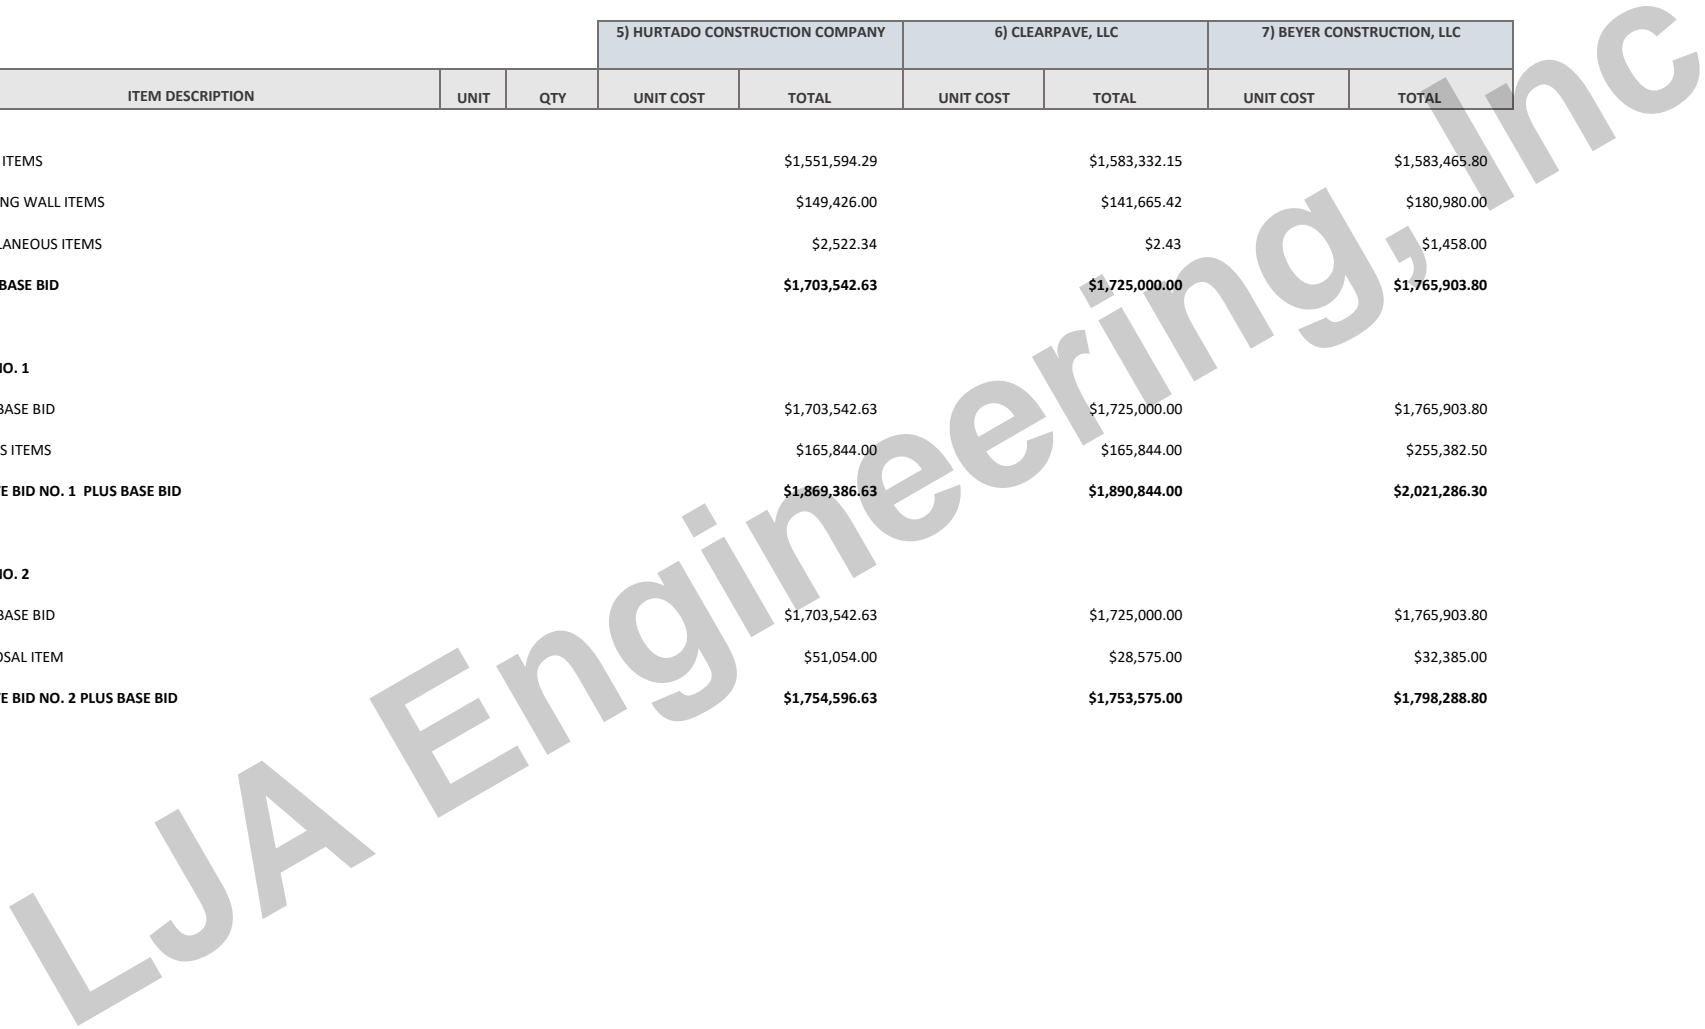 5) HURTADO CONSTRUCTION COMPANY 6) CLEARPAVE, LLC 7) BEYER CONSTRUCTION, LLC
ITEM DESCRIPTION UNIT QTY UNIT COST TOTAL UNIT COST TOTAL UNIT COST TOTAL
ITEMS $1,551,594.29 $1,583,332.15 $1,583,465.80
NG WALL ITEMS $149,426.00 $141,665.42 $180,980.00
LANEOUS ITEMS $2,522.34 $2.43 $1,458.00
BASE BID $1,703,542.63 $1,725,000.00 $1,765,903.80
NO. 1
BASE BID $1,703,542.63 $1,725,000.00 $1,765,903.80
S ITEMS $165,844.00 $165,844.00 $255,382.50
E BID NO. 1 PLUS BASE BID $1,869,386.63 $1,890,844.00 $2,021,286.30
NO. 2
BASE BID $1,703,542.63 $1,725,000.00 $1,765,903.80
OSAL ITEM $51,054.00 $28,575.00 $32,385.00
E BID NO. 2 PLUS BASE BID $1,754,596.63 $1,753,575.00 $1,798,288.80
LJA Engineering, Inc